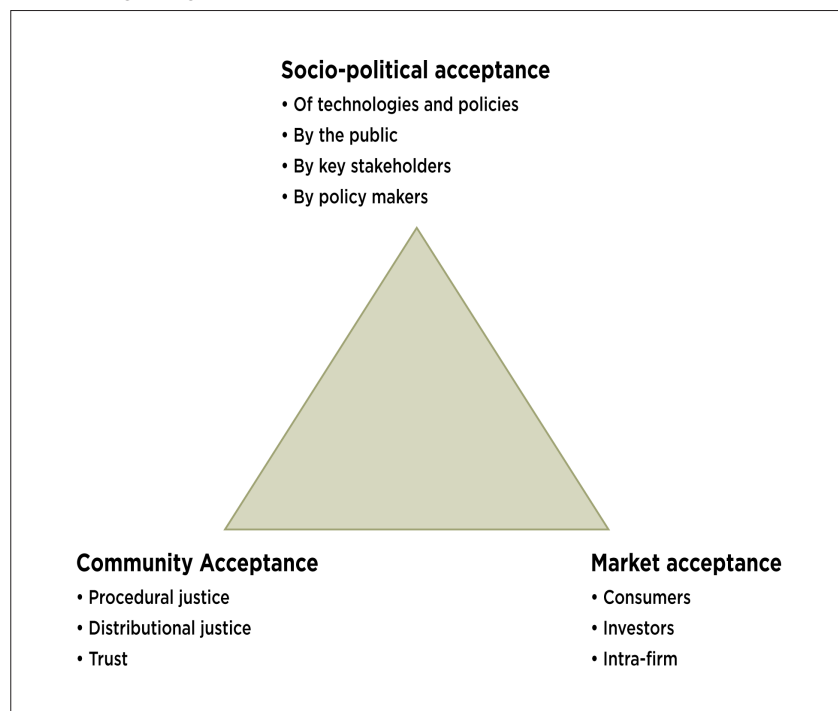 Socio-political acceptance
• Of technologies and policies
• By the public
• By key stakeholders
• By policy makers
Community Acceptance
• Procedural justice
• Distributional justice
• Trust
Market acceptance
• Consumers
• Investors
• Intra-firm